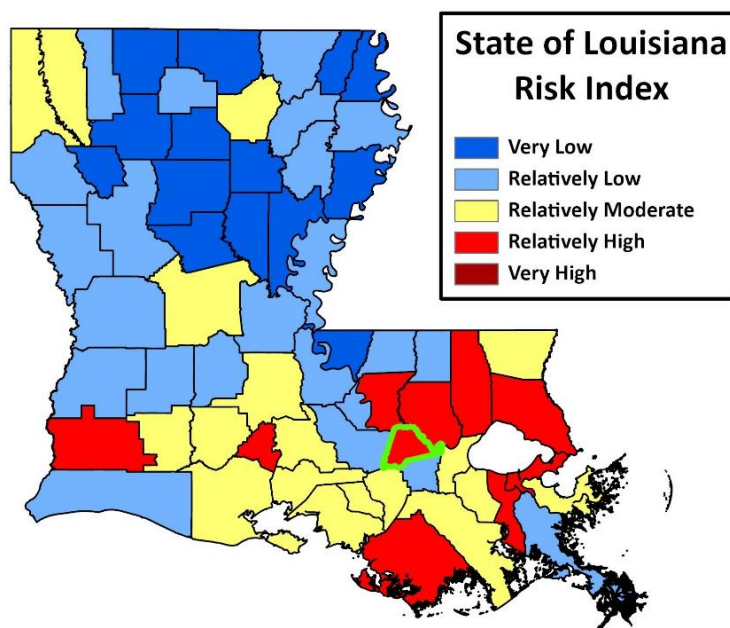 State of Louisiana
Risk Index
Very Low
Relatively Low
Relatively Moderate
Relatively High
Very High